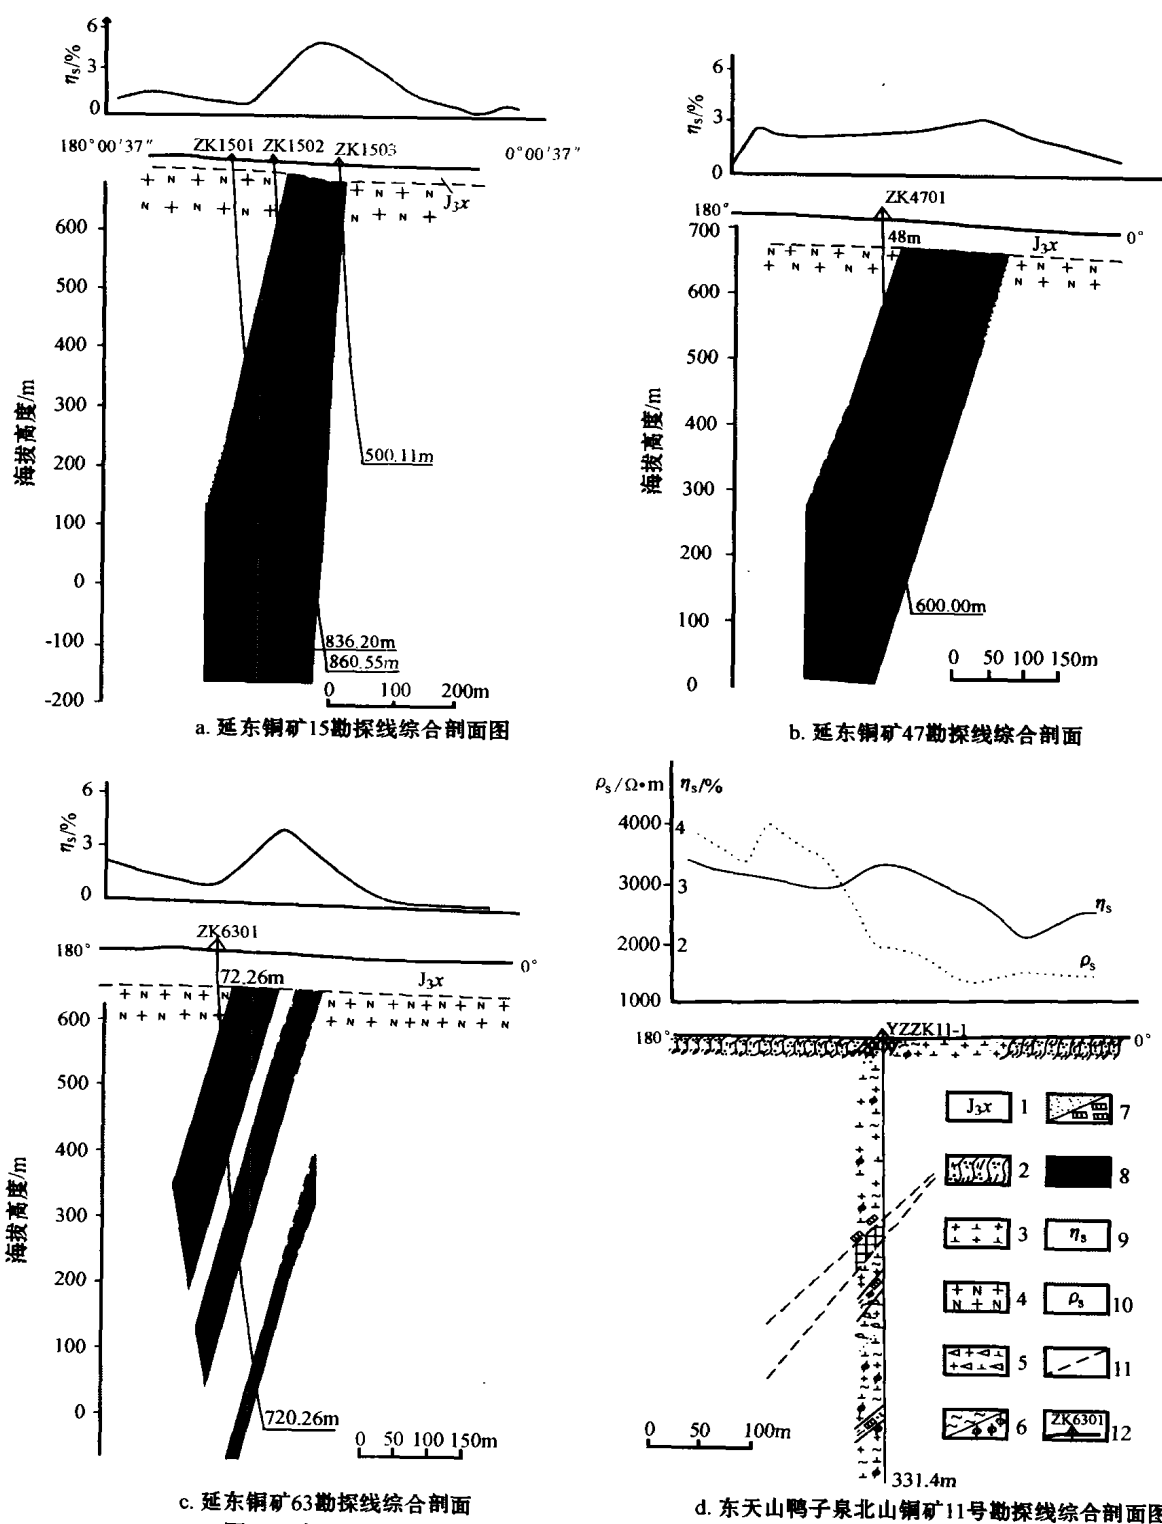 6
3
0
ηs/%
180°00′37″
ZK1501
ZK1502
ZK1503
0°00′37″
+ N + N + N
N + N + N +
+ N + N
N + N +
J₃x
600
500
400
300
200
100
0
-100
-200
海拔高度/m
500.11m
836.20m
860.55m
0 100 200m
a. 延东铜矿15勘探线综合剖面图
6
3
0
ηs/%
ZK4701
180°
0°
48m
J₃x
N + N + N +
+ N + N +
+ N + N
N + N +
700
600
500
400
300
200
100
0
海拔高度/m
600.00m
0 50 100 150m
b. 延东铜矿47勘探线综合剖面
6
3
0
ηs/%
ZK6301
180°
0°
72.26m
J₃x
+ N + N + N
+ N + N +
N + N + N + N + N
+ N + N + N + N
600
500
400
300
200
100
0
海拔高度/m
720.26m
0 50 100 150m
c. 延东铜矿63勘探线综合剖面
ρs/Ω•m ηs/%
4000 4
3000 3
2000 2
1000
ηs
ρs
YZZK11-1
180°
0°
J₃x 1
7
2
8
3
ηs 9
+ N +
N + N 4
ρs 10
5
11
6
ZK6301 12
0 50 100m
331.4m
d. 东天山鸭子泉北山铜矿11号勘探线综合剖面图